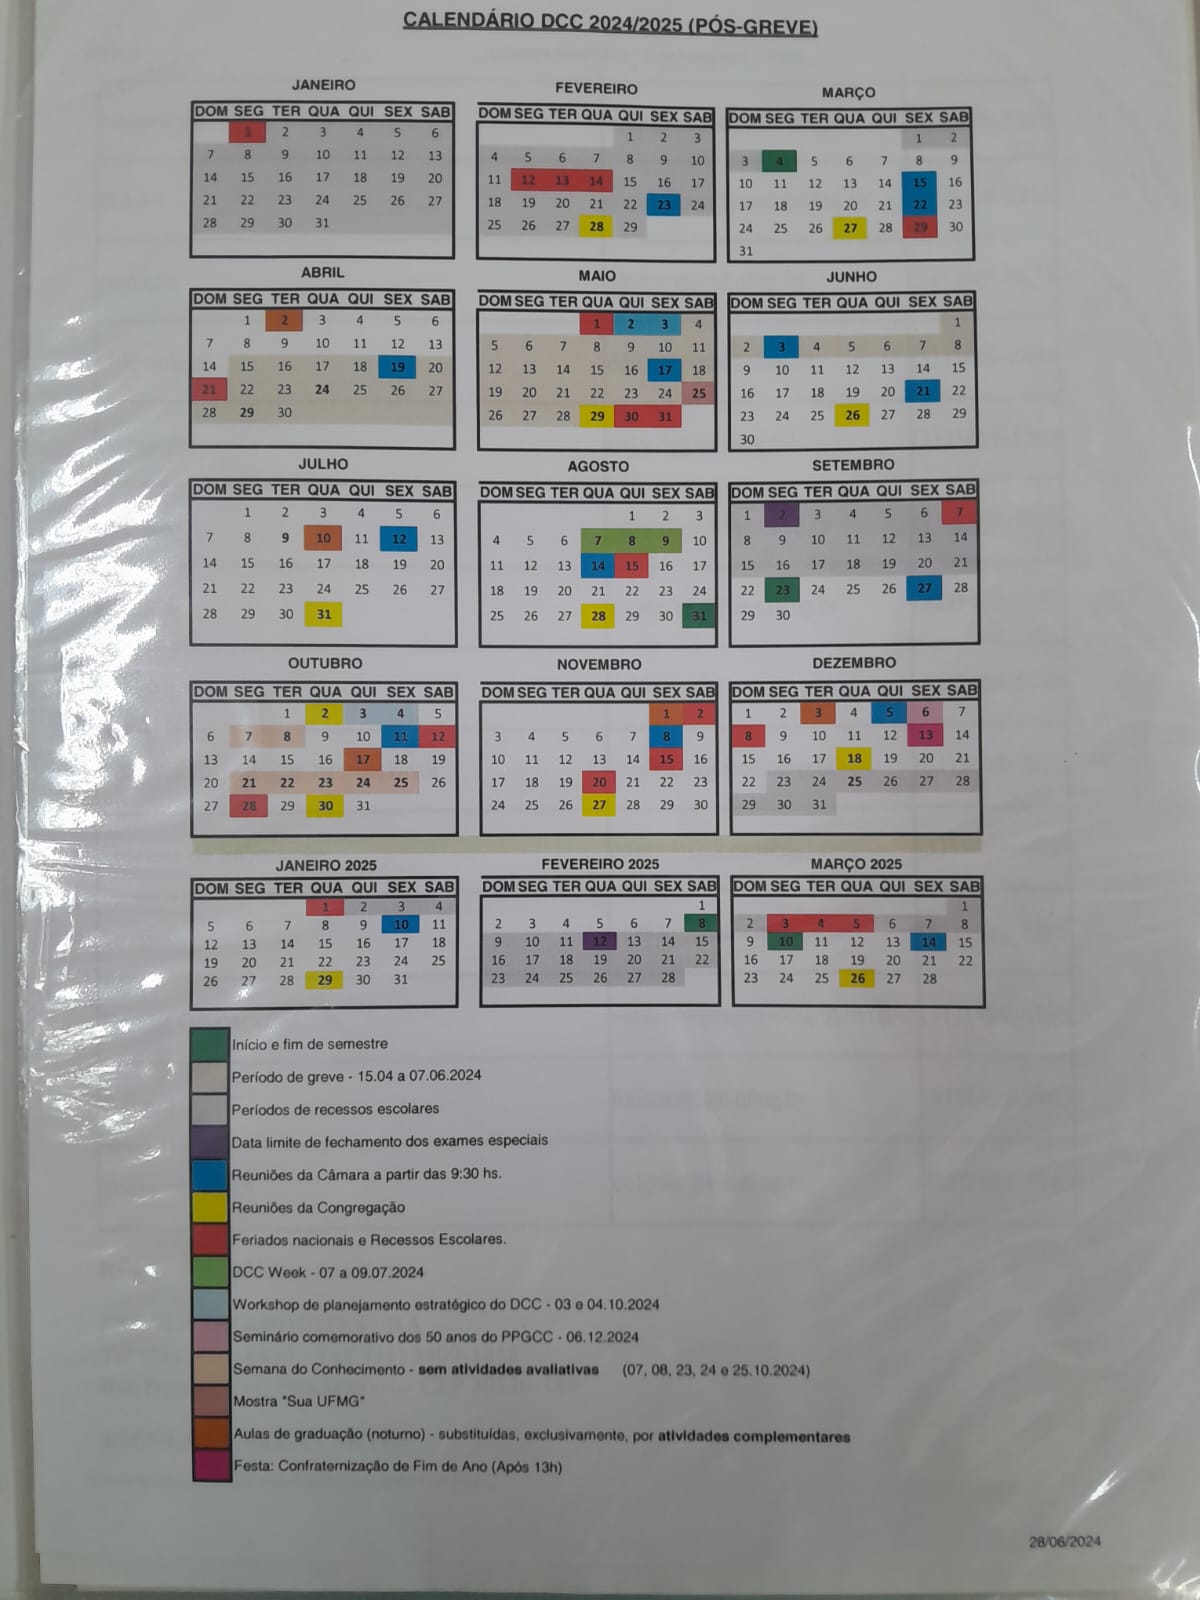 CALENDÁRIO DCC 2024/2025 (PÓS-GREVE)
JANEIRO
DOM SEG TER QUA QUI SEX SAB
1 2 3 4 5 6
7 8 9 10 11 12 13
14 15 16 17 18 19 20
21 22 23 24 25 26 27
28 29 30 31
FEVEREIRO
DOM SEG TER QUA QUI SEX SAB
1 2 3
4 5 6 7 8 9 10
11 12 13 14 15 16 17
18 19 20 21 22 23 24
25 26 27 28 29
MARÇO
DOM SEG TER QUA QUI SEX SAB
1 2
3 4 5 6 7 8 9
10 11 12 13 14 15 16
17 18 19 20 21 22 23
24 25 26 27 28 29 30
31
ABRIL
DOM SEG TER QUA QUI SEX SAB
1 2 3 4 5 6
7 8 9 10 11 12 13
14 15 16 17 18 19 20
21 22 23 24 25 26 27
28 29 30
MAIO
DOM SEG TER QUA QUI SEX SAB
1 2 3 4
5 6 7 8 9 10 11
12 13 14 15 16 17 18
19 20 21 22 23 24 25
26 27 28 29 30 31
JUNHO
DOM SEG TER QUA QUI SEX SAB
1
2 3 4 5 6 7 8
9 10 11 12 13 14 15
16 17 18 19 20 21 22
23 24 25 26 27 28 29
30
JULHO
DOM SEG TER QUA QUI SEX SAB
1 2 3 4 5 6
7 8 9 10 11 12 13
14 15 16 17 18 19 20
21 22 23 24 25 26 27
28 29 30 31
AGOSTO
DOM SEG TER QUA QUI SEX SAB
1 2 3
4 5 6 7 8 9 10
11 12 13 14 15 16 17
18 19 20 21 22 23 24
25 26 27 28 29 30 31
SETEMBRO
DOM SEG TER QUA QUI SEX SAB
1 2 3 4 5 6 7
8 9 10 11 12 13 14
15 16 17 18 19 20 21
22 23 24 25 26 27 28
29 30
OUTUBRO
DOM SEG TER QUA QUI SEX SAB
1 2 3 4 5
6 7 8 9 10 11 12
13 14 15 16 17 18 19
20 21 22 23 24 25 26
27 28 29 30 31
NOVEMBRO
DOM SEG TER QUA QUI SEX SAB
1 2
3 4 5 6 7 8 9
10 11 12 13 14 15 16
17 18 19 20 21 22 23
24 25 26 27 28 29 30
DEZEMBRO
DOM SEG TER QUA QUI SEX SAB
1 2 3 4 5 6 7
8 9 10 11 12 13 14
15 16 17 18 19 20 21
22 23 24 25 26 27 28
29 30 31
JANEIRO 2025
DOM SEG TER QUA QUI SEX SAB
1 2 3 4
5 6 7 8 9 10 11
12 13 14 15 16 17 18
19 20 21 22 23 24 25
26 27 28 29 30 31
FEVEREIRO 2025
DOM SEG TER QUA QUI SEX SAB
1
2 3 4 5 6 7 8
9 10 11 12 13 14 15
16 17 18 19 20 21 22
23 24 25 26 27 28
MARÇO 2025
DOM SEG TER QUA QUI SEX SAB
1
2 3 4 5 6 7 8
9 10 11 12 13 14 15
16 17 18 19 20 21 22
23 24 25 26 27 28
Início e fim de semestre
Período de greve - 15.04 a 07.06.2024
Períodos de recessos escolares
Data limite de fechamento dos exames especiais
Reuniões da Câmara a partir das 9:30 hs.
Reuniões da Congregação
Feriados nacionais e Recessos Escolares.
DCC Week - 07 a 09.07.2024
Workshop de planejamento estratégico do DCC - 03 e 04.10.2024
Seminário comemorativo dos 50 anos do PPGCC - 06.12.2024
Semana do Conhecimento - sem atividades avaliativas (07, 08, 23, 24 e 25.10.2024)
Mostra "Sua UFMG"
Aulas de graduação (noturno) - substituídas, exclusivamente, por atividades complementares
Festa: Confraternização de Fim de Ano (Após 13h)
28/06/2024